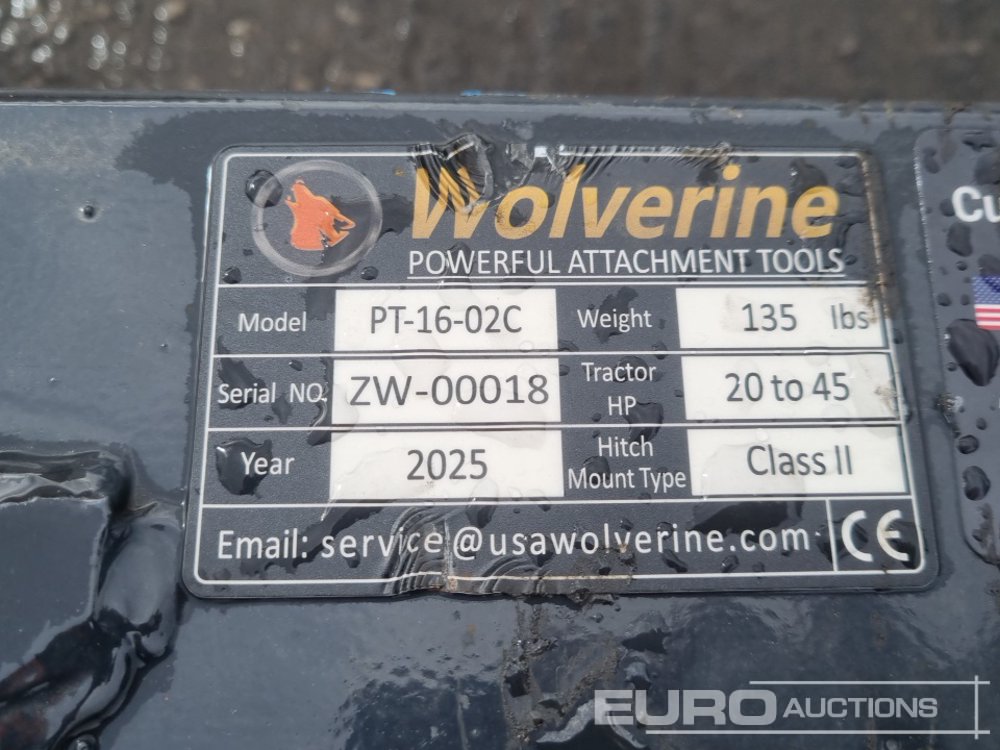 Wolverine
POWERFUL ATTACHMENT TOOLS
Model PT-16-02C Weight 135 lbs
Serial NO. ZW-00018 Tractor HP 20 to 45
Year 2025 Hitch Mount Type Class II
Email: service@usawolverine.com CE
Cu
EURO AUCTIONS